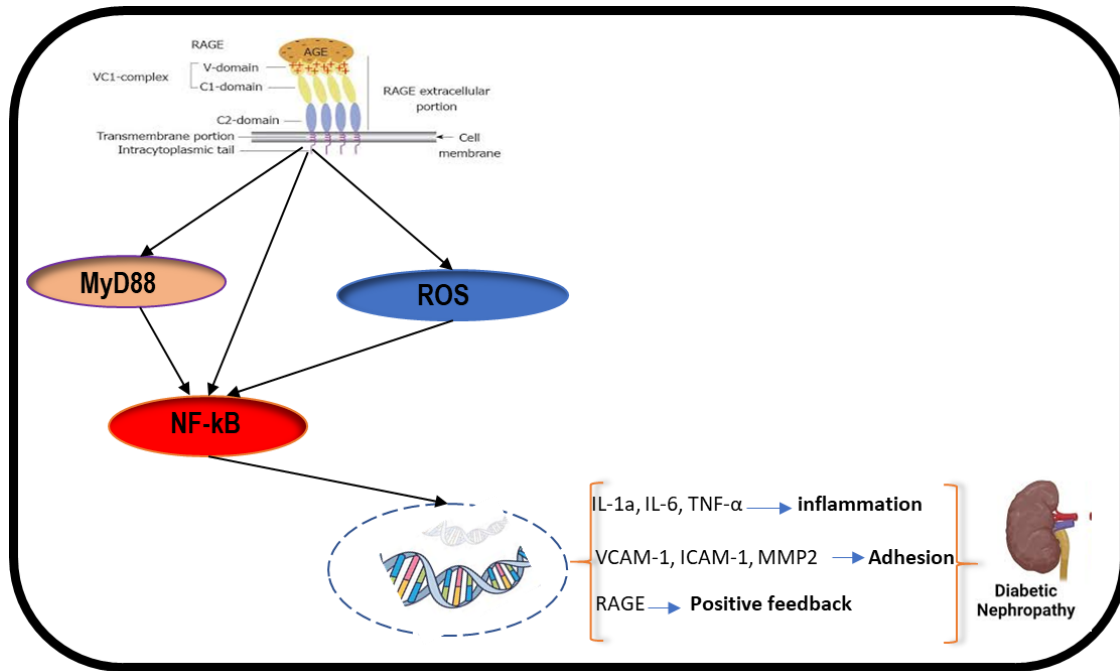 RAGE
AGE
V-domain
VC1-complex
C1-domain
RAGE extracellular
portion
C2-domain
Transmembrane portion
Cell
membrane
Intracytoplasmic tail
MyD88
ROS
NF-kB
IL-1a, IL-6, TNF-α inflammation
VCAM-1, ICAM-1, MMP2 Adhesion
RAGE Positive feedback
Diabetic
Nephropathy